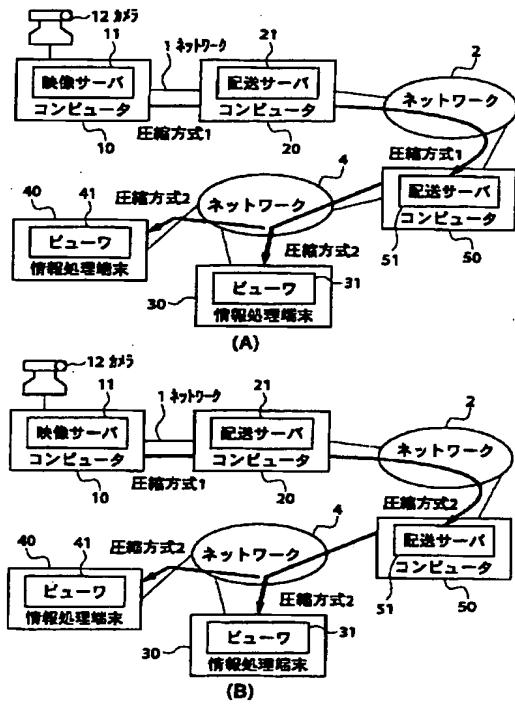 12 カメラ
11
1 ネットワーク
21
2
映像サーバ
配送サーバ
ネットワーク
コンピュータ
コンピュータ
10
圧縮方式1
20
圧縮方式1
4
40
41
圧縮方式2
ネットワーク
配送サーバ
コンピュータ
ビューワ
圧縮方式2
51
50
情報処理端末
ビューワ
31
30
情報処理端末
(A)
12 カメラ
11
1 ネットワーク
21
2
映像サーバ
配送サーバ
ネットワーク
コンピュータ
コンピュータ
10
圧縮方式1
20
圧縮方式2
4
40
41
圧縮方式2
ネットワーク
配送サーバ
コンピュータ
ビューワ
圧縮方式2
51
50
情報処理端末
ビューワ
31
30
情報処理端末
(B)